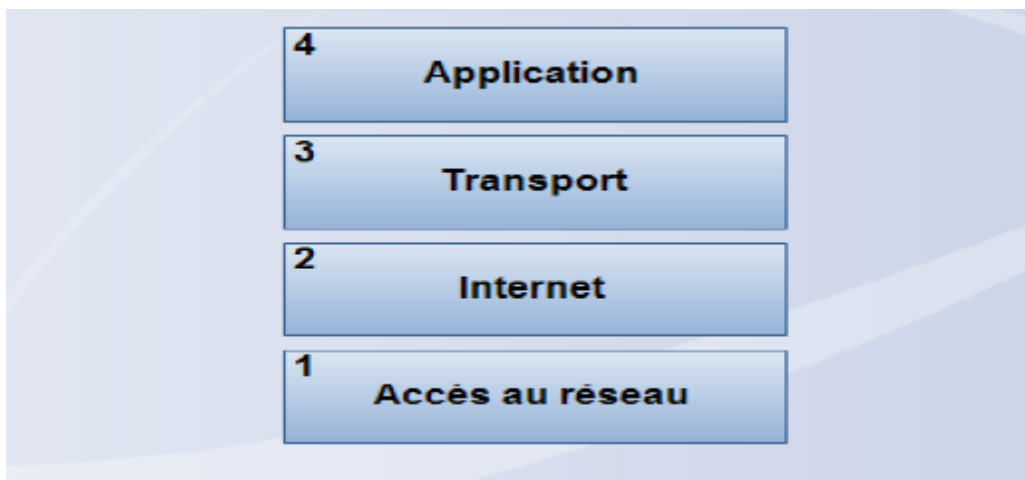 4
Application
3
Transport
2
Internet
1
Accès au réseau